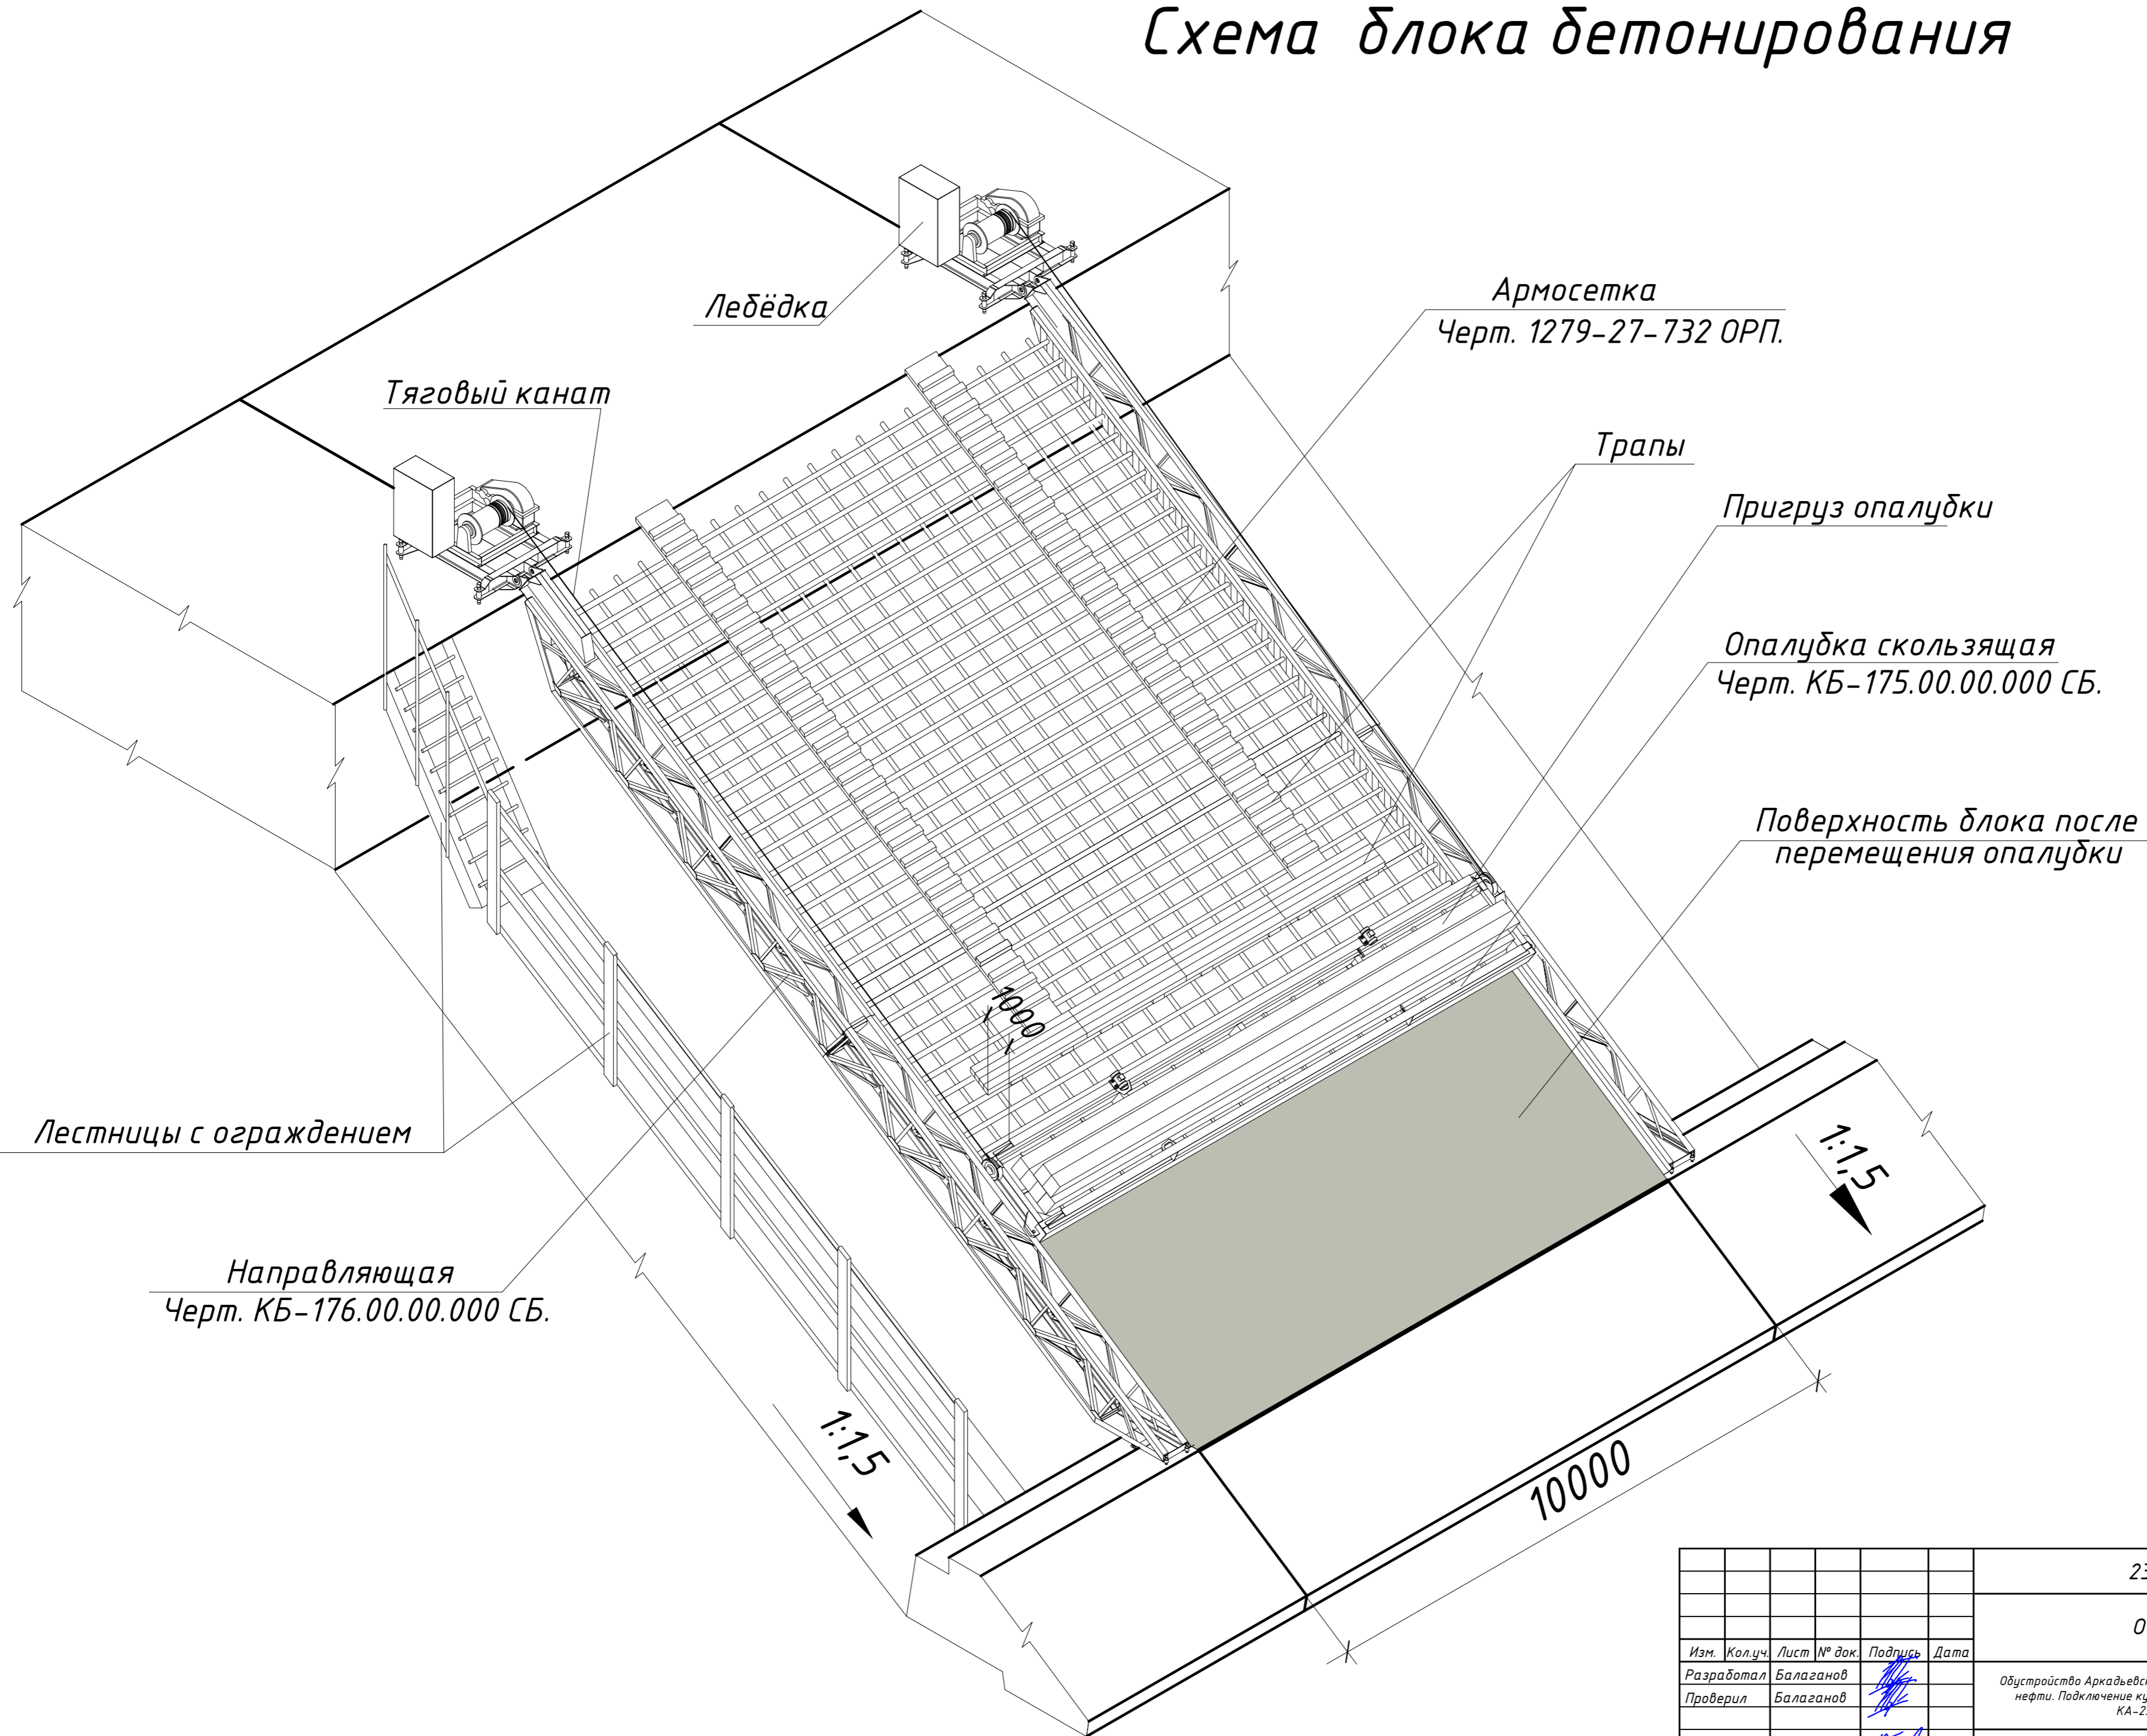 Схема блока бетонирования
Лебёдка
Армосетка
Черт. 1279-27-732 ОРП.
Тяговый канат
Трапы
Пригруз опалубки
Опалубка скользящая
Черт. КБ-175.00.00.000 СБ.
Поверхность блока после
перемещения опалубки
1000
Лестницы с ограждением
1:1,5
Направляющая
Черт. КБ-176.00.00.000 СБ.
1:1,5
10000
Изм. Кол.уч. Лист № док. Подпись Дата
Разработал Балаганов
Проверил Балаганов
нефти. Подключение